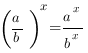 (a/b)^x = a^x/b^x